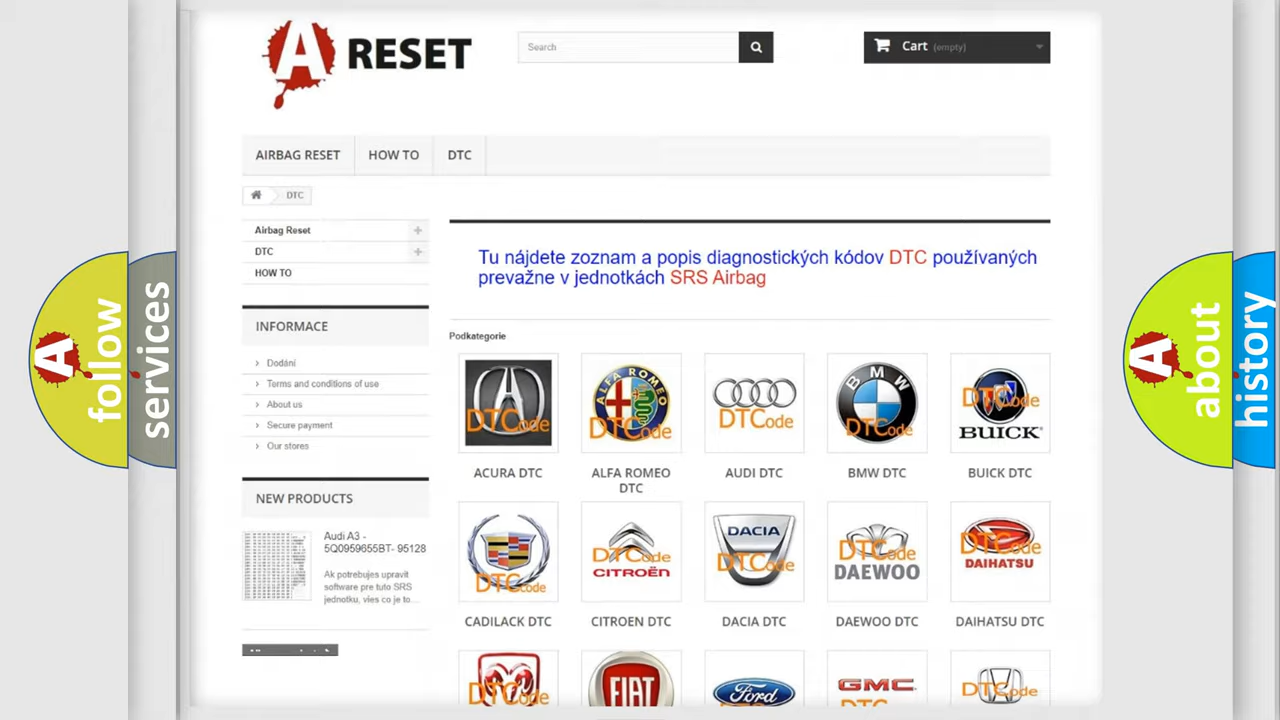 A RESET
Search
Cart (empty)
AIRBAG RESET
HOW TO
DTC
DTC
Airbag Reset
DTC
HOW TO
Tu nájdete zoznam a popis diagnostických kódov DTC používaných
prevažne v jednotkách SRS Airbag
INFORMACE
Dodání
Terms and conditions of use
About us
Secure payment
Our stores
Podkategorie
DTCode
ALFA ROMEO
DTCode
DTCode
BMW
DTCode
DTCode
BUICK
ACURA DTC
ALFA ROMEO
DTC
AUDI DTC
BMW DTC
BUICK DTC
NEW PRODUCTS
Audi A3 -
5Q0959655BT- 95128
Ak potrebujes upravit
software pre tuto SRS
jednotku, vies co je to...
DTCode
DTCode
CITROËN
DACIA
DTCode
DTCode
DAEWOO
DTCode
DAIHATSU
CADILACK DTC
CITROEN DTC
DACIA DTC
DAEWOO DTC
DAIHATSU DTC
DTCode
FIAT
Ford
GMC
DTCode
A
follow
services
A
about
history